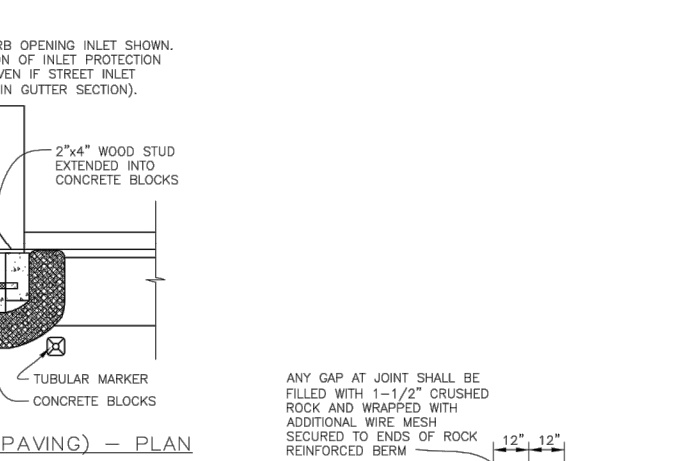 RB OPENING INLET SHOWN.
ON OF INLET PROTECTION
VEN IF STREET INLET
IN GUTTER SECTION).
2"x4" WOOD STUD
EXTENDED INTO
CONCRETE BLOCKS
TUBULAR MARKER
CONCRETE BLOCKS
PAVING) – PLAN
ANY GAP AT JOINT SHALL BE
FILLED WITH 1–1/2" CRUSHED
ROCK AND WRAPPED WITH
ADDITIONAL WIRE MESH
SECURED TO ENDS OF ROCK
REINFORCED BERM
12" 12"